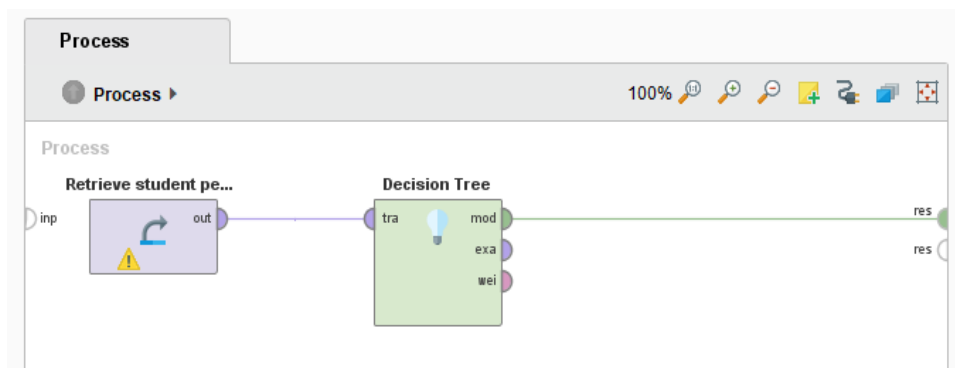 Process
Process
100%
Process
Retrieve student pe...
Decision Tree
inp
out
tra
mod
res
exa
res
wei